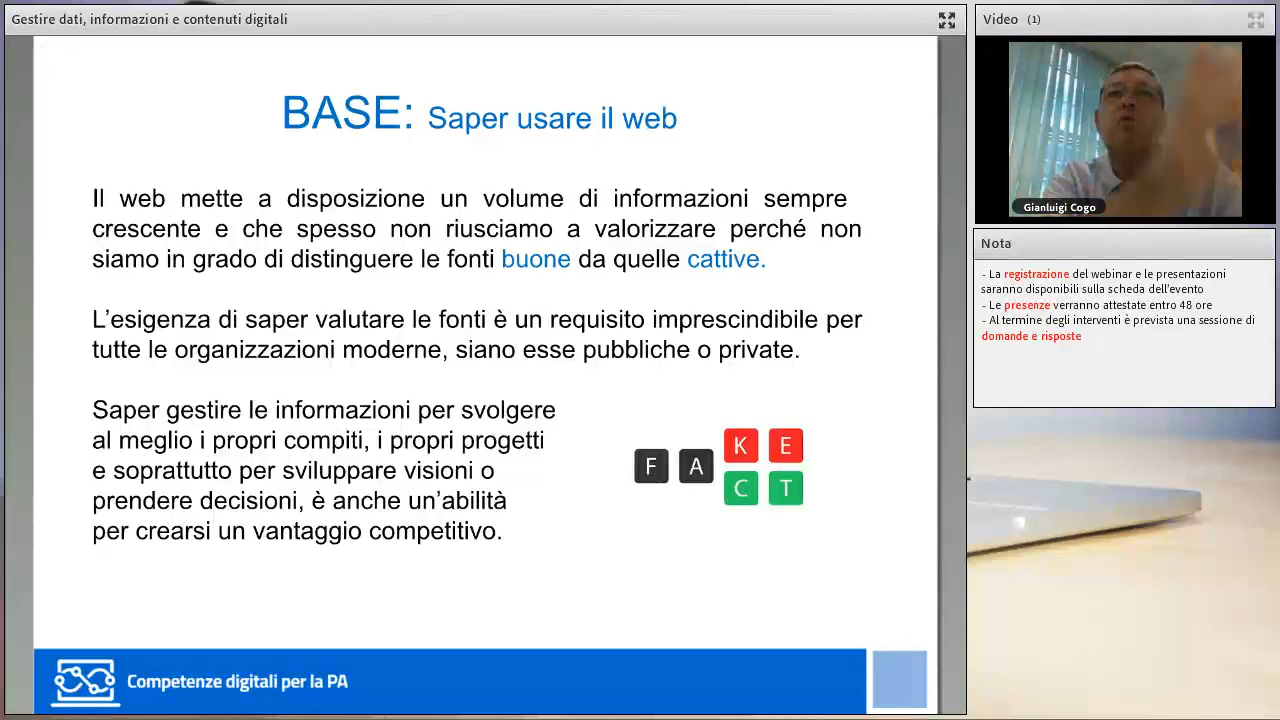 Gestire dati, informazioni e contenuti digitali
BASE: Saper usare il web
Il web mette a disposizione un volume di informazioni sempre
crescente e che spesso non riusciamo a valorizzare perché non
siamo in grado di distinguere le fonti buone da quelle cattive.
L'esigenza di saper valutare le fonti è un requisito imprescindibile per
tutte le organizzazioni moderne, siano esse pubbliche o private.
Saper gestire le informazioni per svolgere
al meglio i propri compiti, i propri progetti
e soprattutto per sviluppare visioni o
prendere decisioni, è anche un'abilità
per crearsi un vantaggio competitivo.
K E
F A
C T
Competenze digitali per la PA
Video (1)
Gianluigi Cogo
Nota
- La registrazione del webinar e le presentazioni
saranno disponibili sulla scheda dell'evento
- Le presenze verranno attestate entro 48 ore
- Al termine degli interventi è prevista una sessione di
domande e risposte